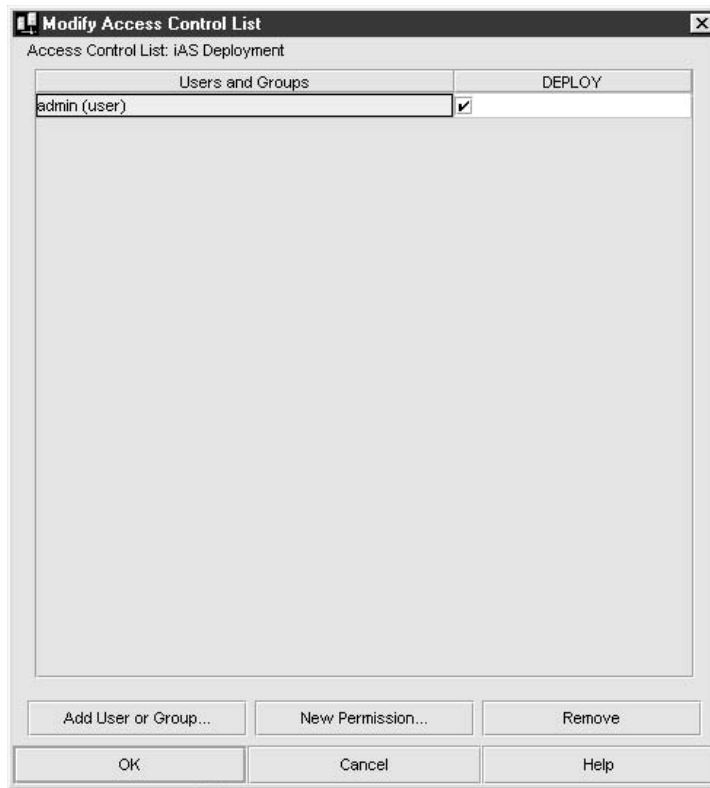 Modify Access Control List
Access Control List: iAS Deployment
Users and Groups DEPLOY
admin (user)
Add User or Group... New Permission... Remove
OK Cancel Help